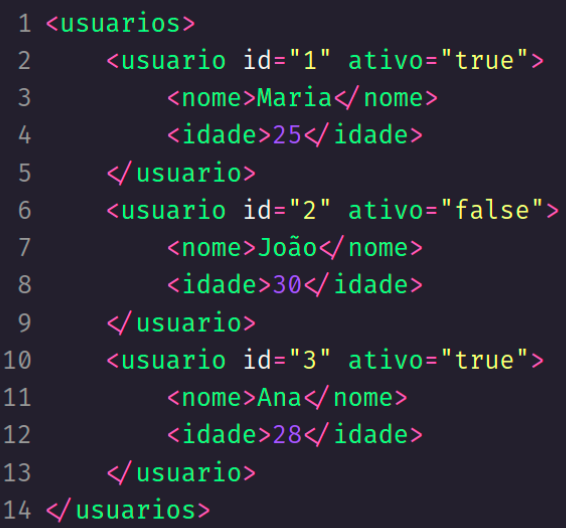 1 <usuarios>
2     <usuario id="1" ativo="true">
3         <nome>Maria</nome>
4         <idade>25</idade>
5     </usuario>
6     <usuario id="2" ativo="false">
7         <nome>João</nome>
8         <idade>30</idade>
9     </usuario>
10     <usuario id="3" ativo="true">
11         <nome>Ana</nome>
12         <idade>28</idade>
13     </usuario>
14 </usuarios>